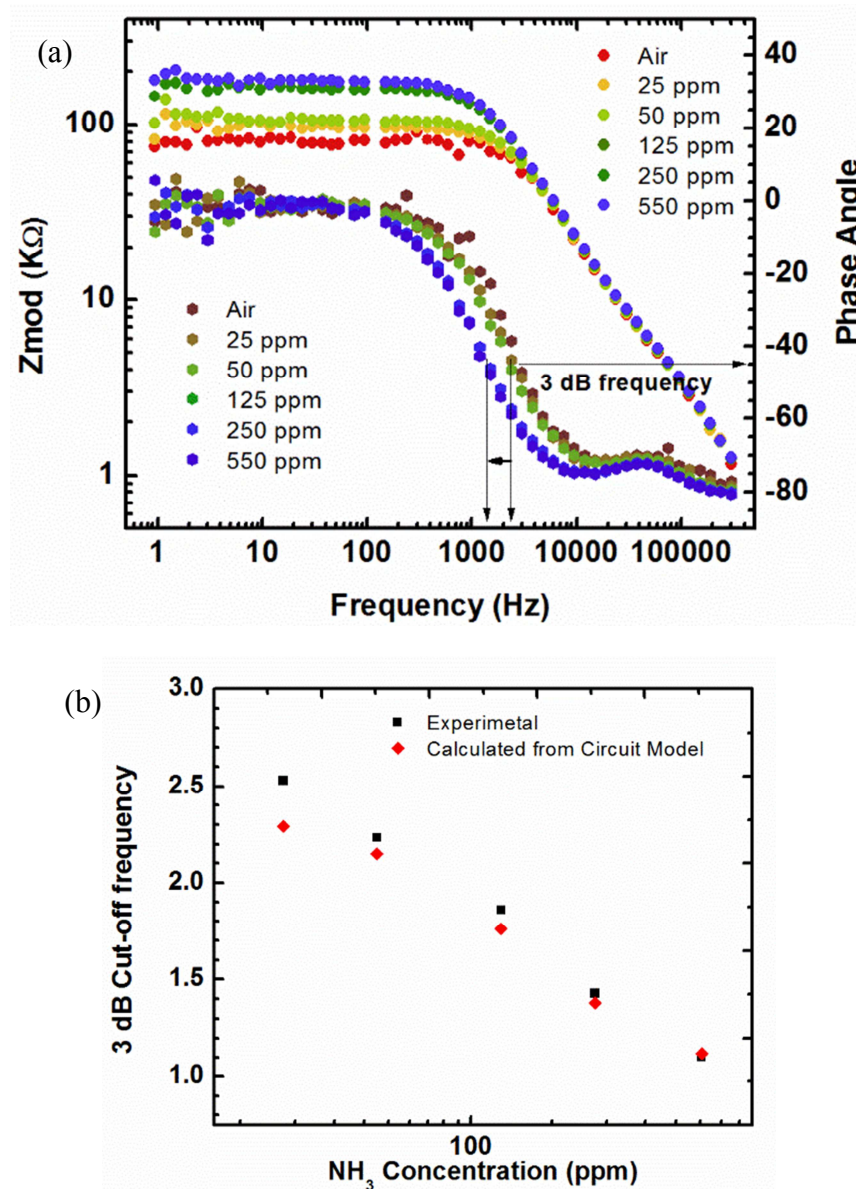 (a)
Zmod (KΩ)
100
10
1
Air
25 ppm
50 ppm
125 ppm
250 ppm
550 ppm
Air
25 ppm
50 ppm
125 ppm
250 ppm
550 ppm
3 dB frequency
40
20
0
-20
-40
-60
-80
Phase Angle
1 10 100 1000 10000 100000
Frequency (Hz)
(b)
3 dB Cut-off frequency
3.0
2.5
2.0
1.5
1.0
Experimetal
Calculated from Circuit Model
100
NH₃ Concentration (ppm)